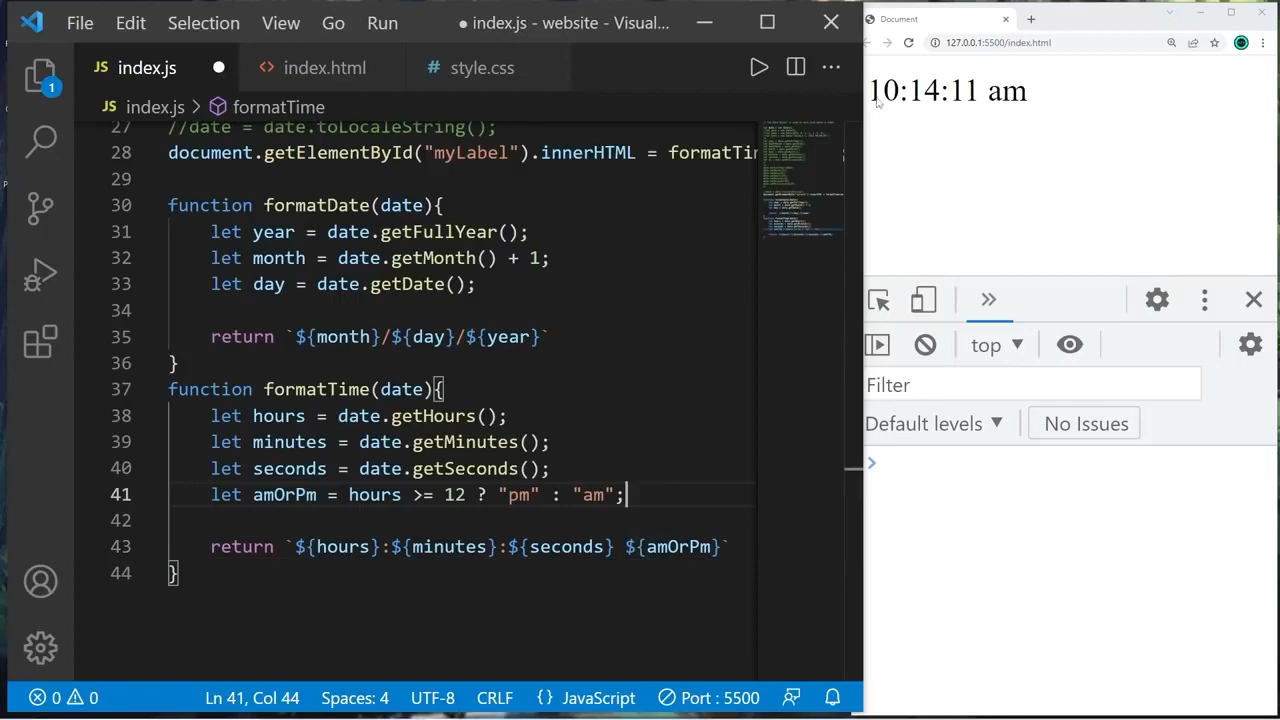 File Edit Selection View Go Run ● index.js - website - Visual...
JS index.js ● <> index.html # style.css
JS index.js > formatTime
27 //date = date.toLocaleString();
28 document.getElementById("myLabel").innerHTML = formatTi
29
30 function formatDate(date){
31 let year = date.getFullYear();
32 let month = date.getMonth() + 1;
33 let day = date.getDate();
34
35 return `${month}/${day}/${year}`
36 }
37 function formatTime(date){
38 let hours = date.getHours();
39 let minutes = date.getMinutes();
40 let seconds = date.getSeconds();
41 let amOrPm = hours >= 12 ? "pm" : "am";
42
43 return `${hours}:${minutes}:${seconds} ${amOrPm}`
44 }
1
0 0 Ln 41, Col 44 Spaces: 4 UTF-8 CRLF {} JavaScript Port : 5500
Document
127.0.0.1:5500/index.html
10:14:11 am
top
Filter
Default levels No Issues